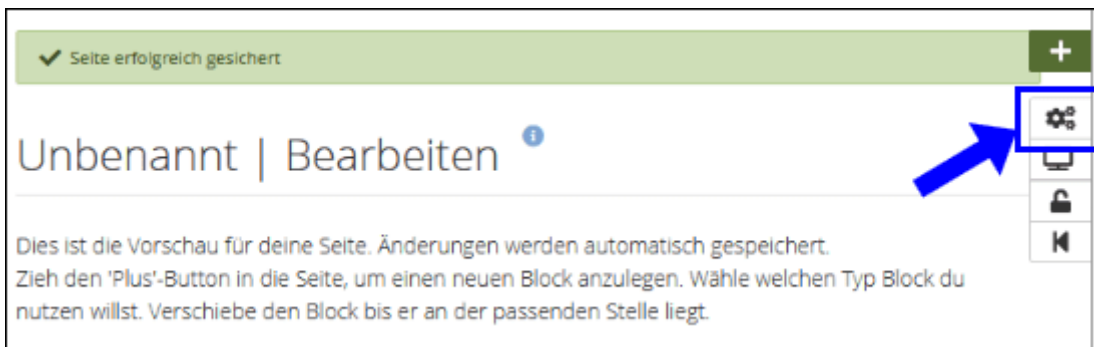 Seite erfolgreich gesichert
Unbenannt | Bearbeiten
Dies ist die Vorschau für deine Seite. Änderungen werden automatisch gespeichert.
Zieh den 'Plus'-Button in die Seite, um einen neuen Block anzulegen. Wähle welchen Typ Block du
nutzen willst. Verschiebe den Block bis er an der passenden Stelle liegt.